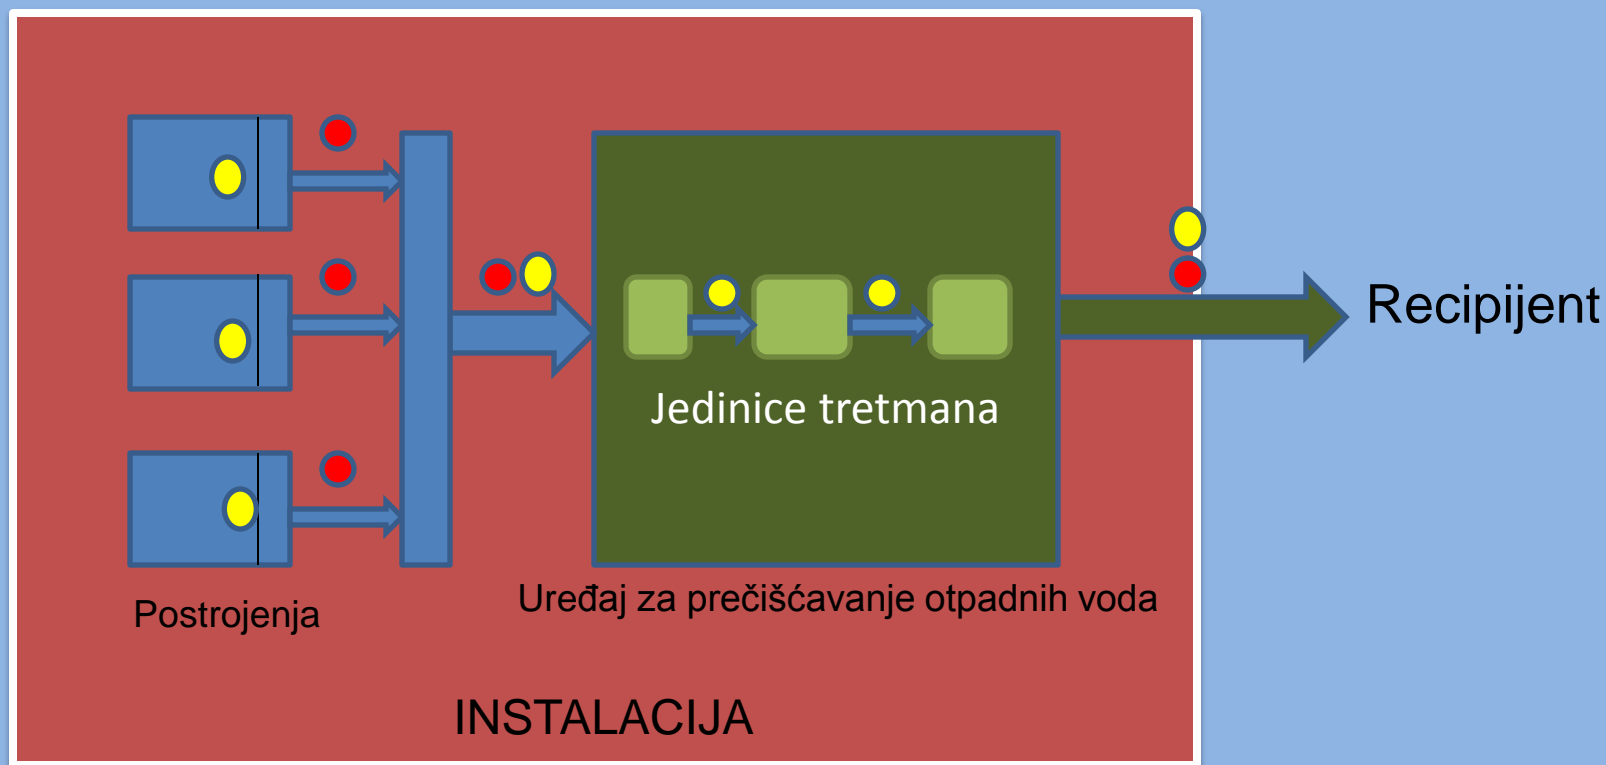 Recipijent
Jedinice tretmana
Postrojenja
Uređaj za prečišćavanje otpadnih voda
INSTALACIJA